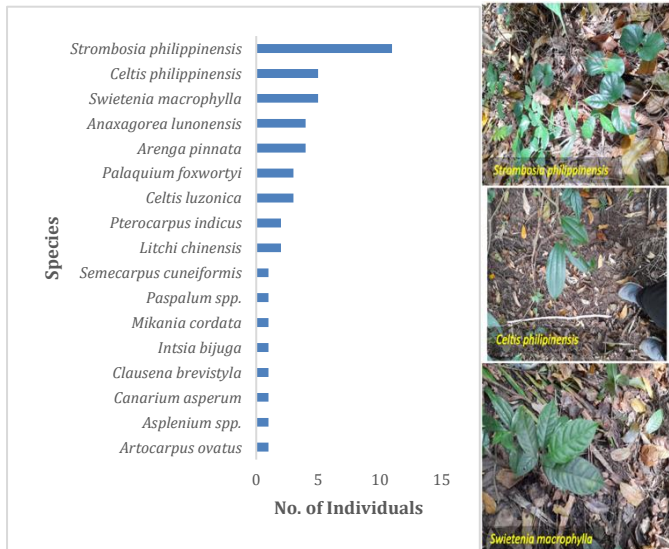 Strombosia philippinensis
Celtis philippinensis
Swietenia macrophylla
Anaxagorea lunonensis
Arenga pinnata
Palaquium foxwortyi
Celtis luzonica
Pterocarpus indicus
Litchi chinensis
Semecarpus cuneiformis
Paspalum spp.
Mikania cordata
Intsia bijuga
Clausena brevistyla
Canarium asperum
Asplenium spp.
Artocarpus ovatus
Species
0 5 10 15
No. of Individuals
Strombosia philippinensis
Celtis philipinensis
Swietenia macrophylla